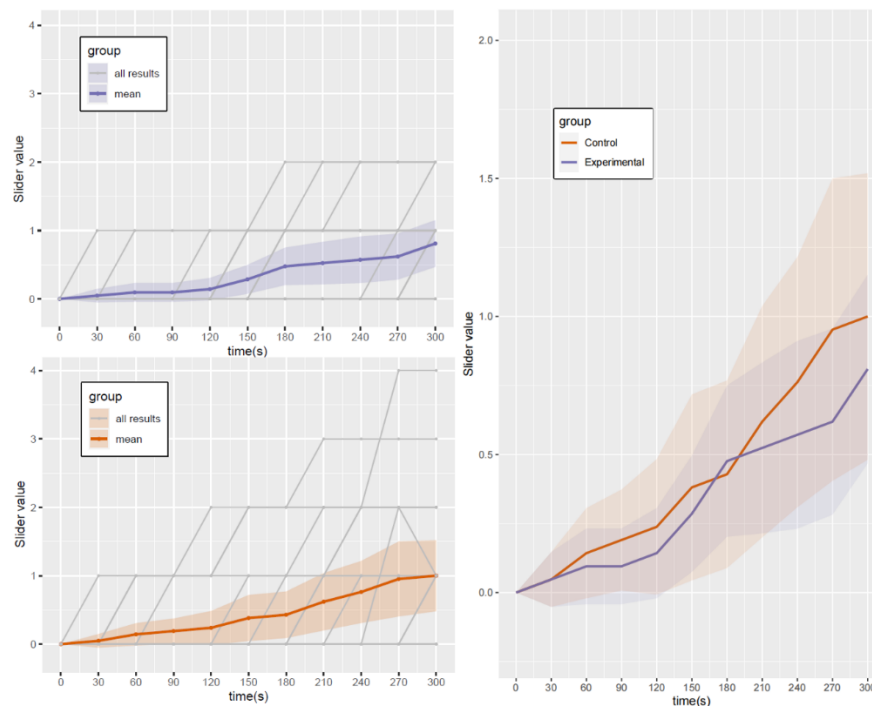 4
3
2
1
0
Slider value
group
all results
mean
0 30 60 90 120 150 180 210 240 270 300
time(s)
4
3
2
1
0
Slider value
group
all results
mean
0 30 60 90 120 150 180 210 240 270 300
time(s)
2.0
1.5
1.0
0.5
0.0
Slider value
group
Control
Experimental
0 30 60 90 120 150 180 210 240 270 300
time(s)